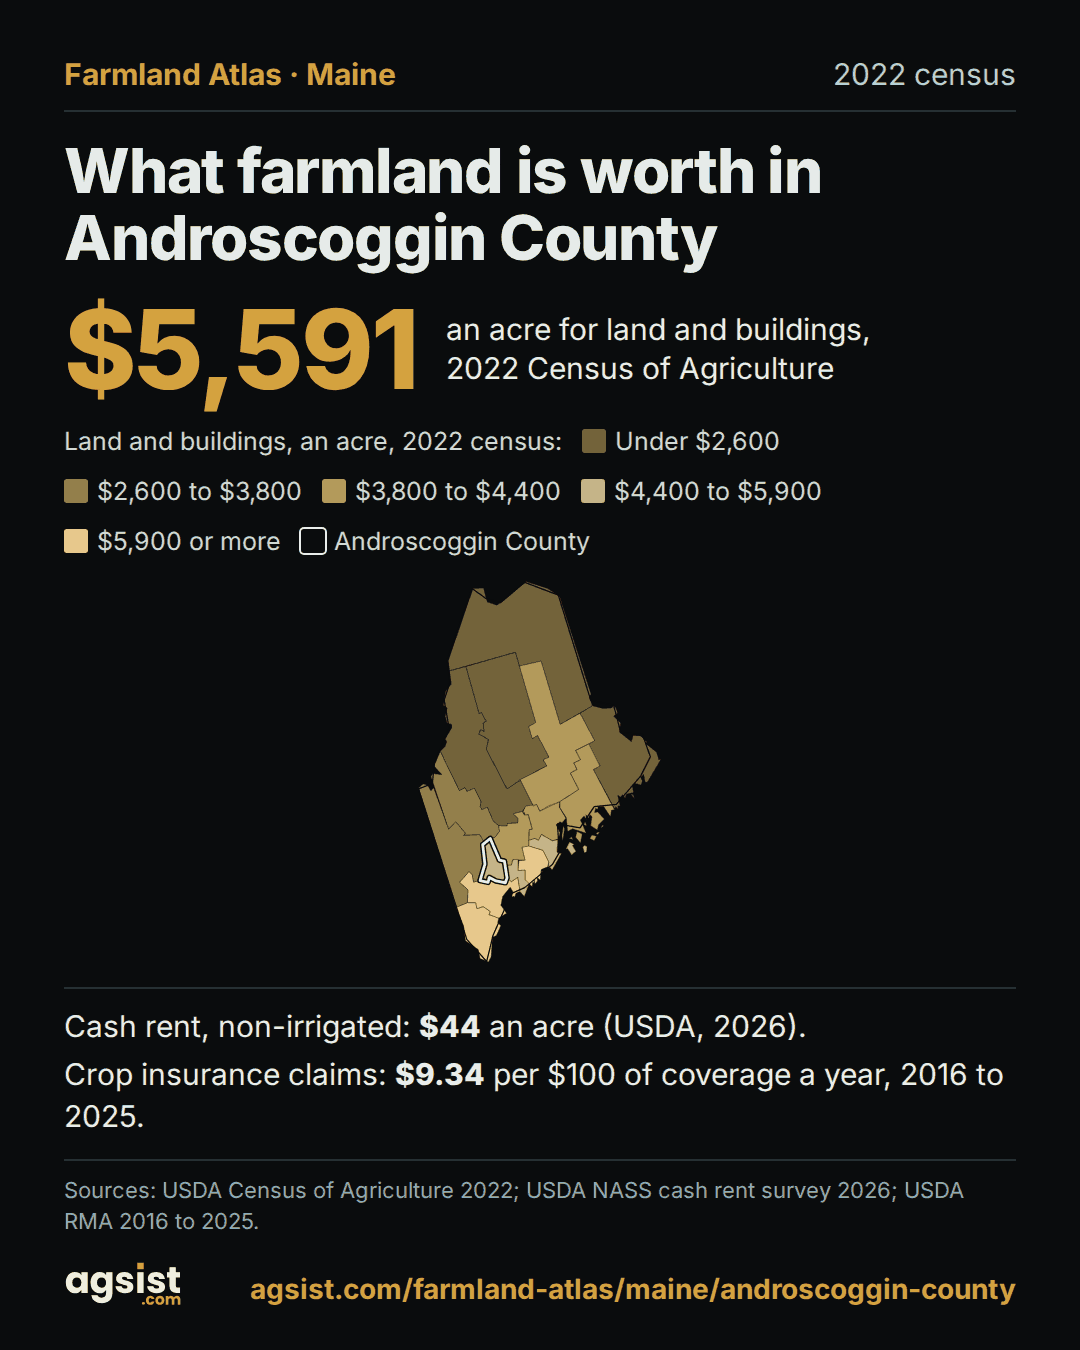 Farmland Atlas · Maine
2022 census
What farmland is worth in
Androscoggin County
$5,591
an acre for land and buildings,
2022 Census of Agriculture
Land and buildings, an acre, 2022 census: Under $2,600
$2,600 to $3,800 $3,800 to $4,400 $4,400 to $5,900
$5,900 or more Androscoggin County
Cash rent, non-irrigated: $44 an acre (USDA, 2026).
Crop insurance claims: $9.34 per $100 of coverage a year, 2016 to
2025.
Sources: USDA Census of Agriculture 2022; USDA NASS cash rent survey 2026; USDA
RMA 2016 to 2025.
agsist
.com
agsist.com/farmland-atlas/maine/androscoggin-county